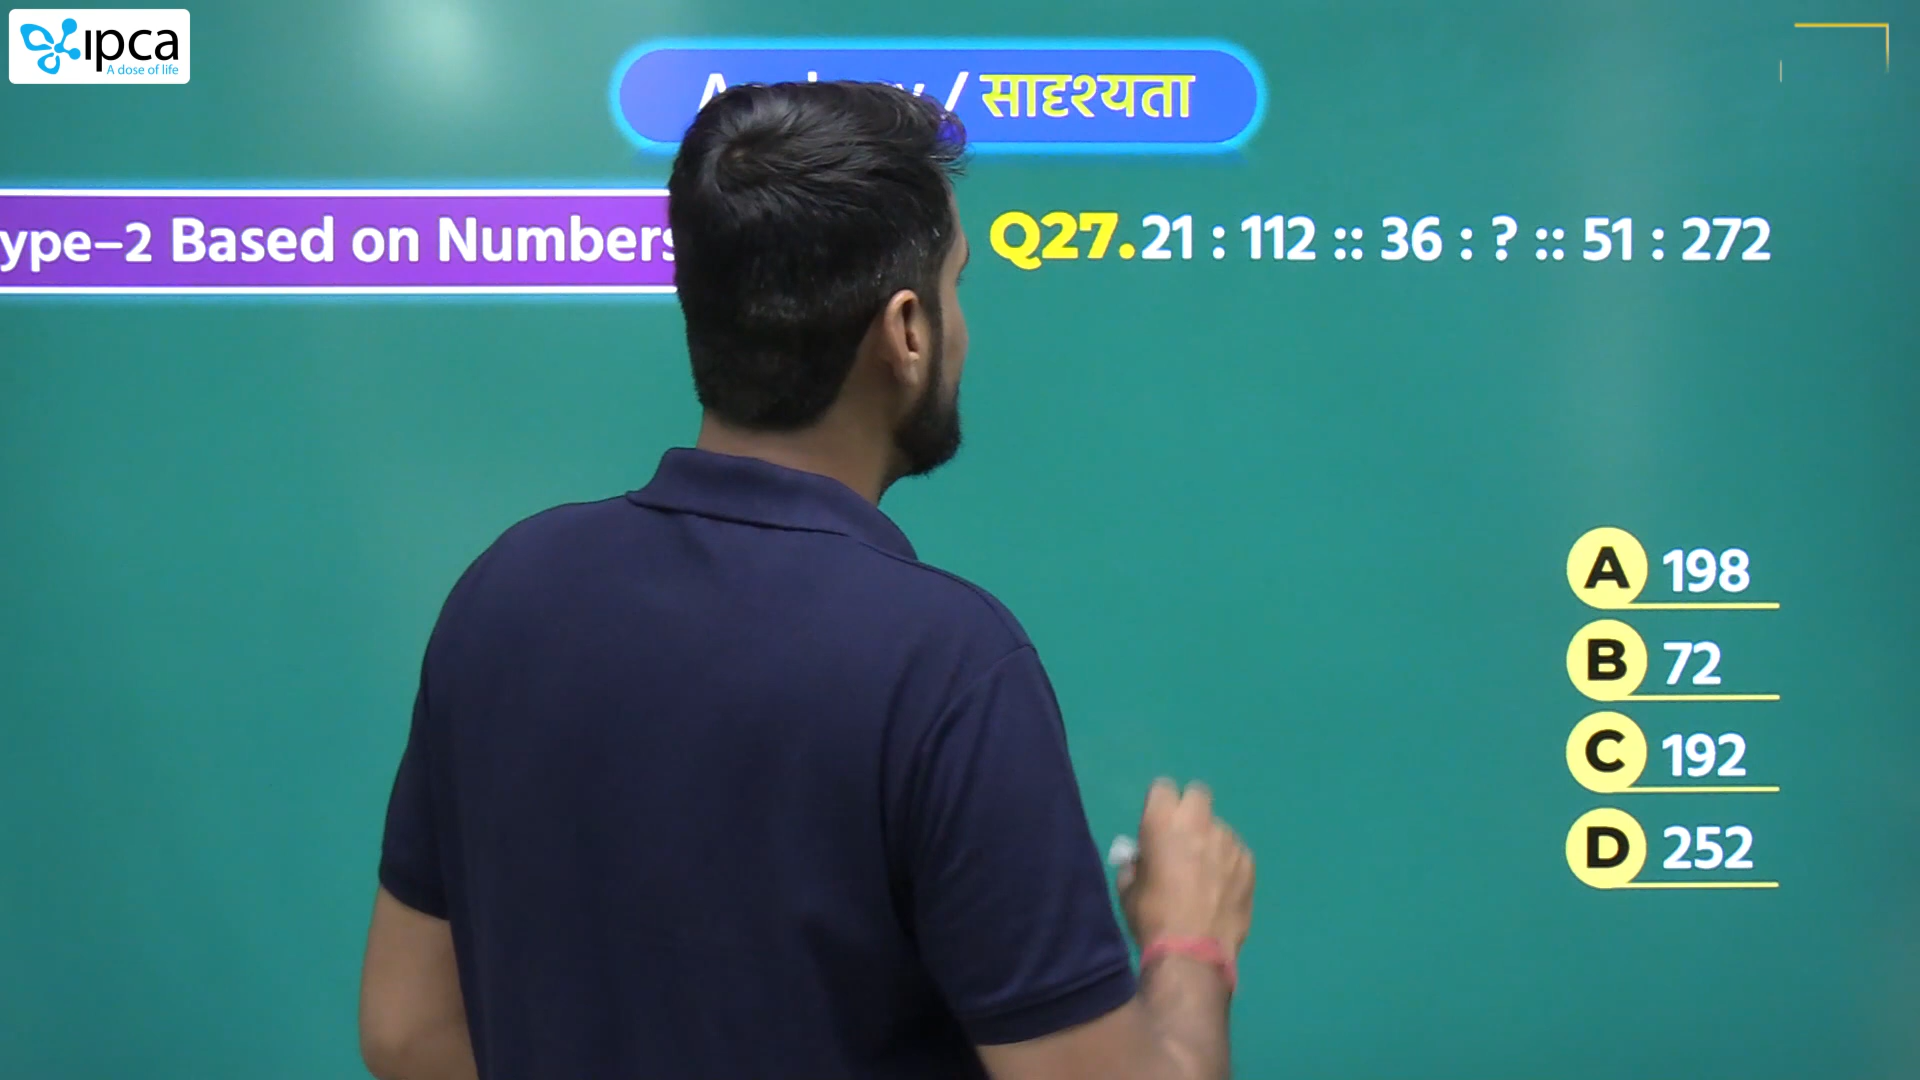 ipca
A dose of life
/ सादृश्यता
ype-2 Based on Numbers
Q27. 21 : 112 :: 36 : ? :: 51 : 272
A 198
B 72
C 192
D 252